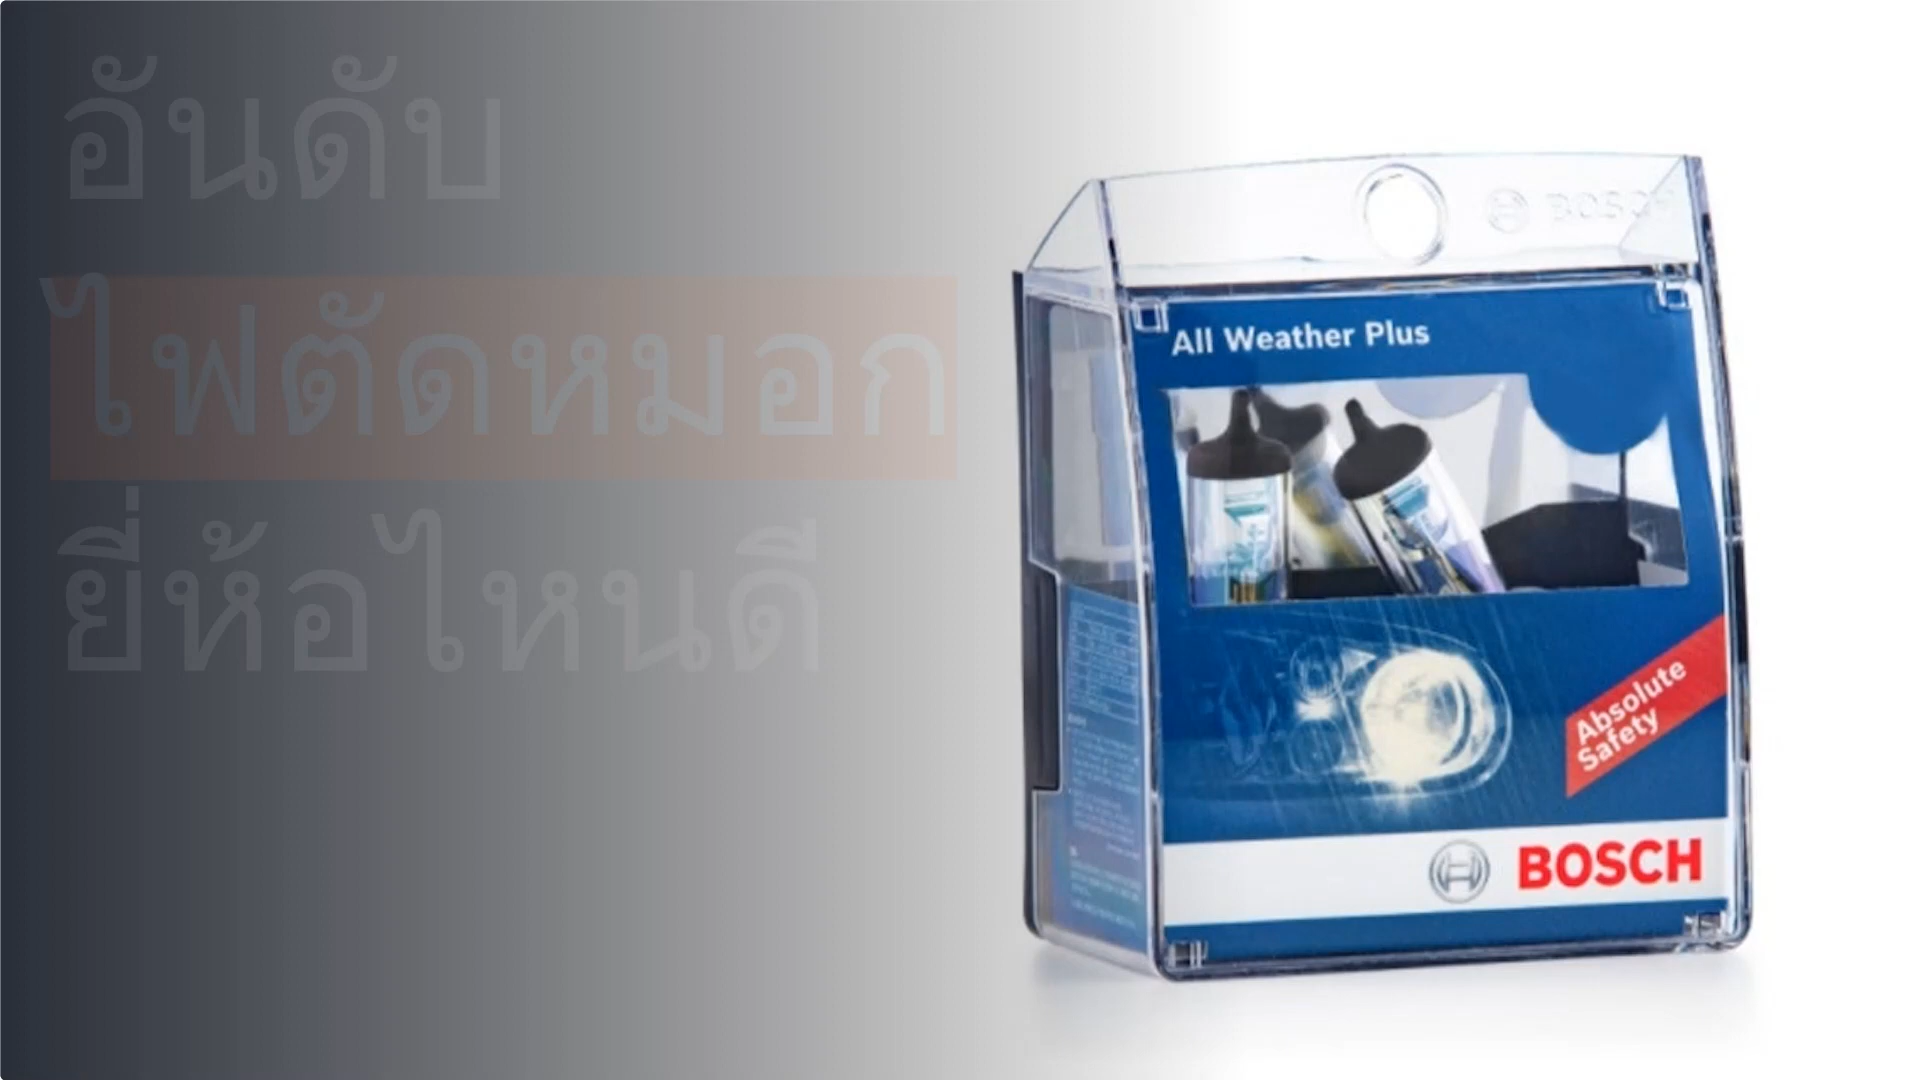 อันดับ
ไฟตัดหมอก
ยี่ห้อไหนดี
BOSCH
All Weather Plus
Absolute
Safety
BOSCH